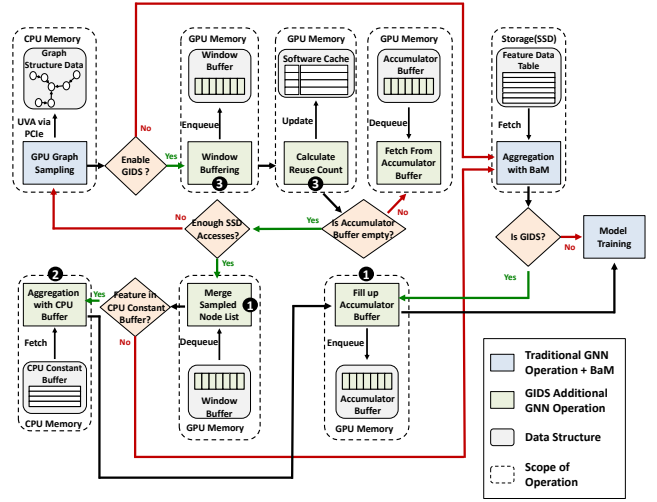 CPU Memory
Graph
Structure Data
UVA via
PCIe
GPU Graph
Sampling
No
Enable
GIDS ?
Yes
GPU Memory
Window
Buffer
Enqueue
Window
Buffering
3
GPU Memory
Software Cache
Update
Calculate
Reuse Count
3
GPU Memory
Accumulator
Buffer
Dequeue
Fetch From
Accumulator
Buffer
Storage(SSD)
Feature Data
Table
Fetch
Aggregation
with BaM
No
Enough SSD
Accesses?
Yes
Is Accumulator
Buffer empty?
No
Is GIDS?
No
Model
Training
Yes
Yes
2
Aggregation
with CPU
Buffer
Fetch
CPU Constant
Buffer
CPU Memory
Yes
Feature in
CPU Constant
Buffer?
No
Merge
Sampled
Node List
1
Dequeue
Window
Buffer
GPU Memory
1
Fill up
Accumulator
Buffer
Enqueue
Accumulator
Buffer
GPU Memory
Traditional GNN
Operation + BaM
GIDS Additional
GNN Operation
Data Structure
Scope of
Operation